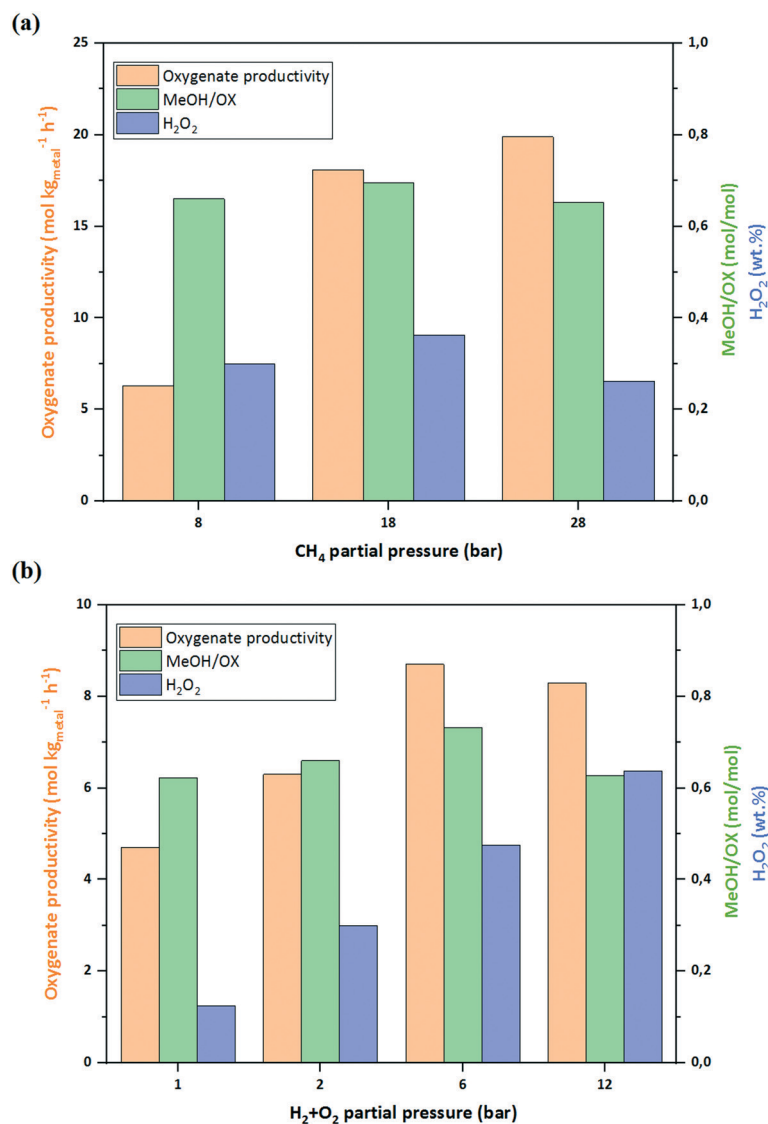 (a)
25
20
15
10
5
0
Oxygenate productivity (mol kg_metal^-1 h^-1)
Oxygenate productivity
MeOH/OX
H₂O₂
1,0
0,8
0,6
0,4
0,2
0,0
MeOH/OX (mol/mol)
H₂O₂ (wt.%)
8 18 28
CH₄ partial pressure (bar)
(b)
10
8
6
4
2
0
Oxygenate productivity (mol kg_metal^-1 h^-1)
Oxygenate productivity
MeOH/OX
H₂O₂
1,0
0,8
0,6
0,4
0,2
0,0
MeOH/OX (mol/mol)
H₂O₂ (wt.%)
1 2 6 12
H₂+O₂ partial pressure (bar)